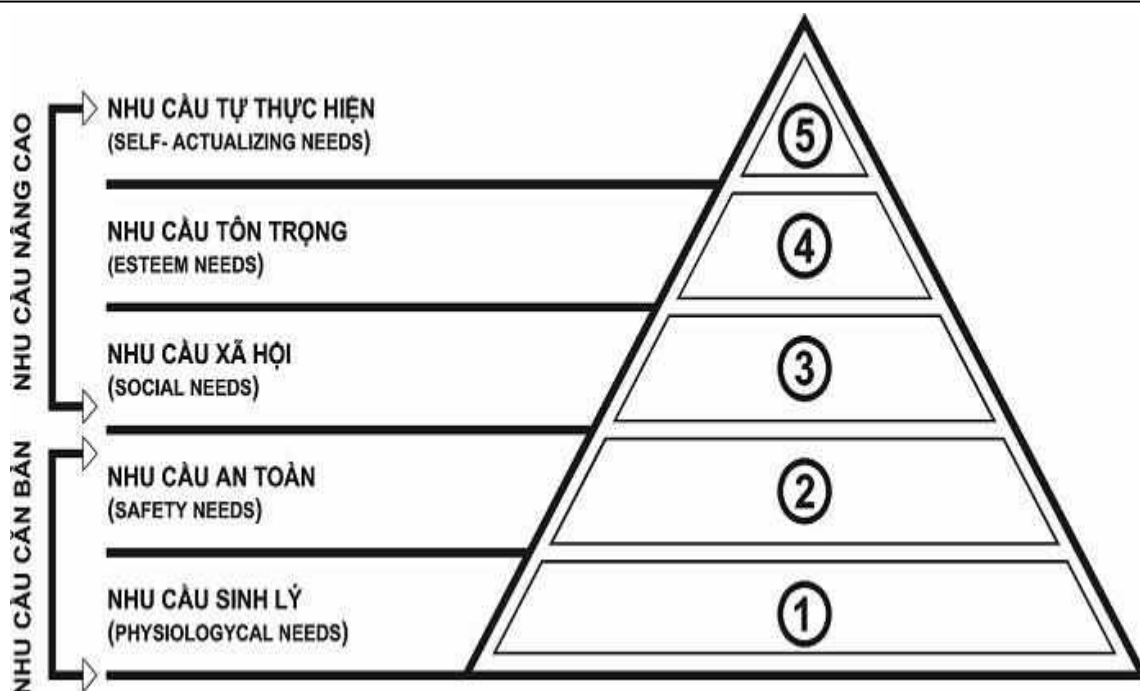 NHU CẦU NÂNG CAO
NHU CẦU TỰ THỰC HIỆN
(SELF- ACTUALIZING NEEDS)
5
NHU CẦU TÔN TRỌNG
(ESTEEM NEEDS)
4
NHU CẦU XÃ HỘI
(SOCIAL NEEDS)
3
NHU CẦU CĂN BẢN
NHU CẦU AN TOÀN
(SAFETY NEEDS)
2
NHU CẦU SINH LÝ
(PHYSIOLOGYCAL NEEDS)
1